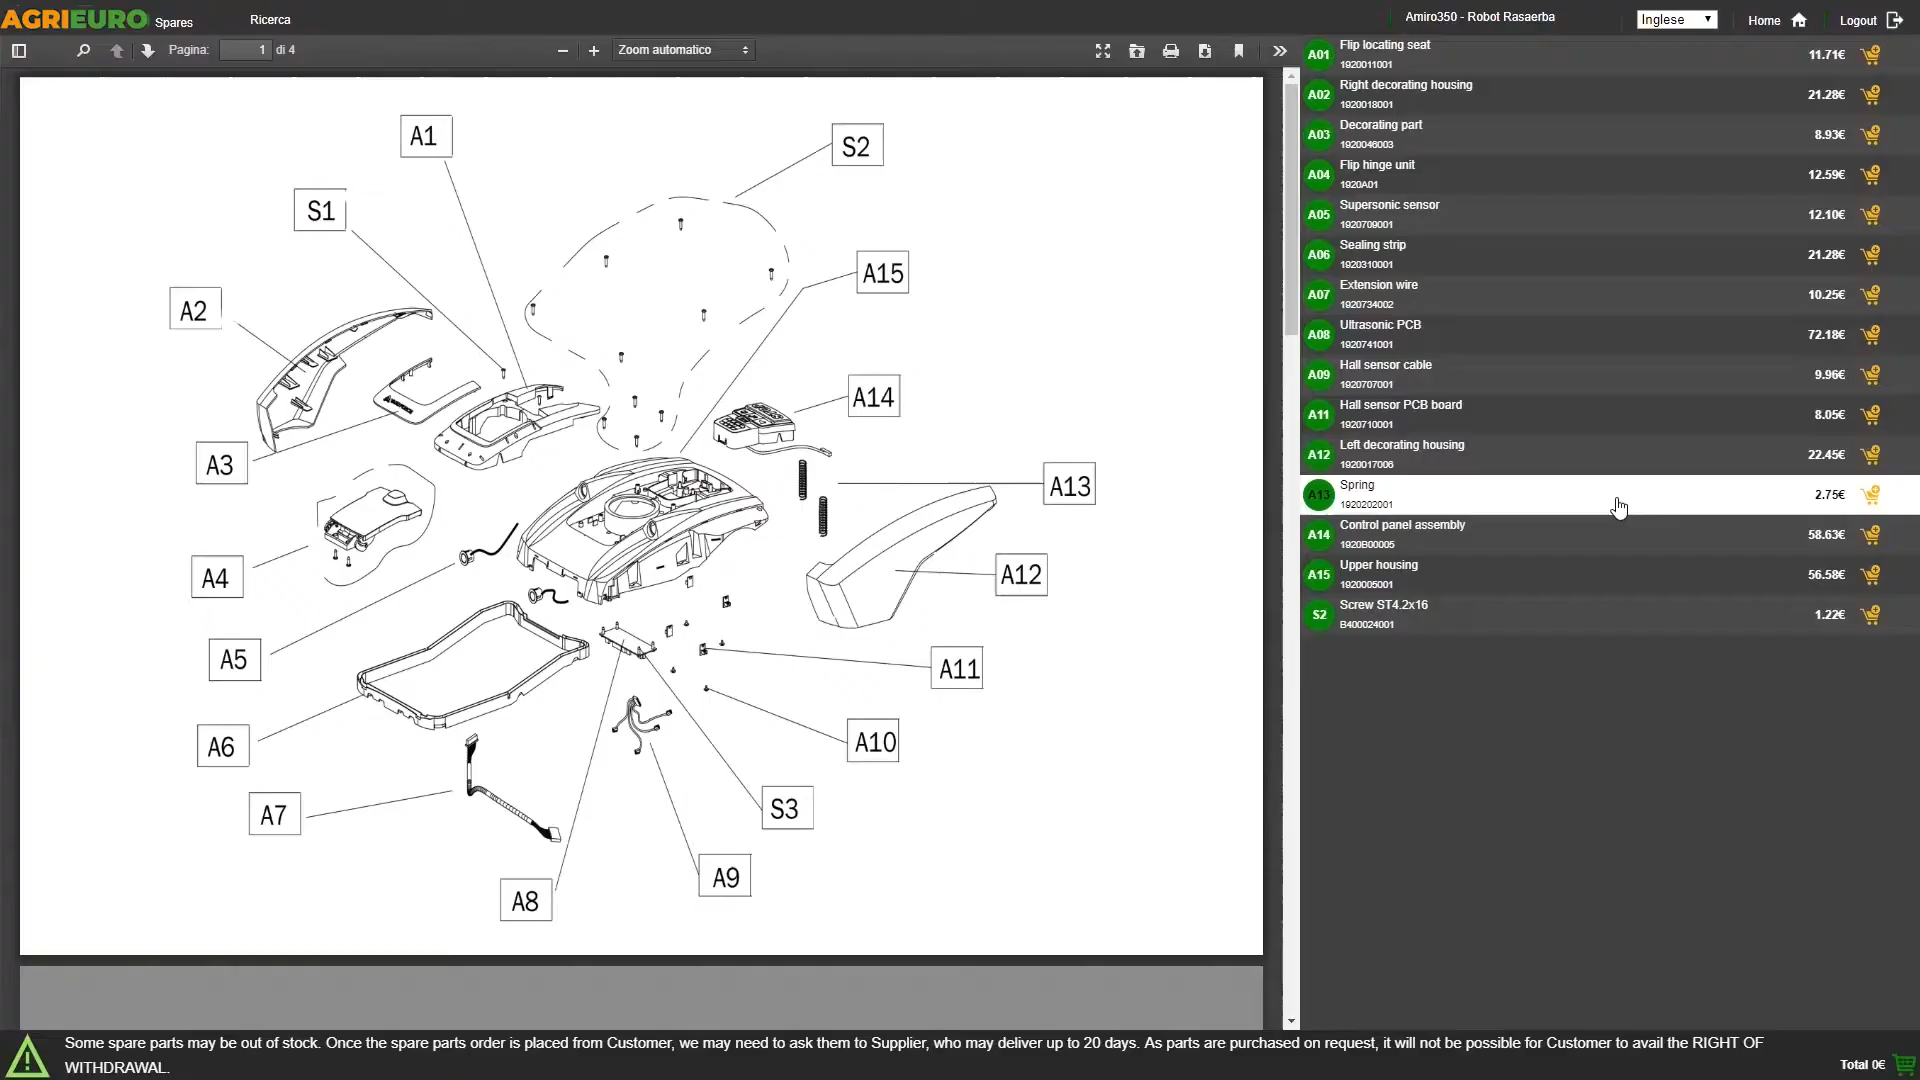 AGRIEURO Spares
Ricerca
Amiro350 - Robot Rasaerba
Inglese
Home
Logout
Pagina:
1
di 4
Zoom automatico
A1
S2
S1
A15
A2
A14
A3
A13
A4
A12
A5
A11
A6
A10
A7
S3
A9
A8
A01
Flip locating seat
1920011001
11.71€
A02
Right decorating housing
1920018001
21.28€
A03
Decorating part
1920046003
8.93€
A04
Flip hinge unit
1920A01
12.59€
A05
Supersonic sensor
1920709001
12.10€
A06
Sealing strip
1920310001
21.28€
A07
Extension wire
1920734002
10.25€
A08
Ultrasonic PCB
1920741001
72.18€
A09
Hall sensor cable
1920707001
9.96€
A11
Hall sensor PCB board
1920710001
8.05€
A12
Left decorating housing
1920017006
22.45€
A13
Spring
1920202001
2.75€
A14
Control panel assembly
1920B00005
58.63€
A15
Upper housing
1920005001
56.58€
S2
Screw ST4.2x16
B400024001
1.22€
Some spare parts may be out of stock. Once the spare parts order is placed from Customer, we may need to ask them to Supplier, who may deliver up to 20 days. As parts are purchased on request, it will not be possible for Customer to avail the RIGHT OF
WITHDRAWAL.
Total 0€